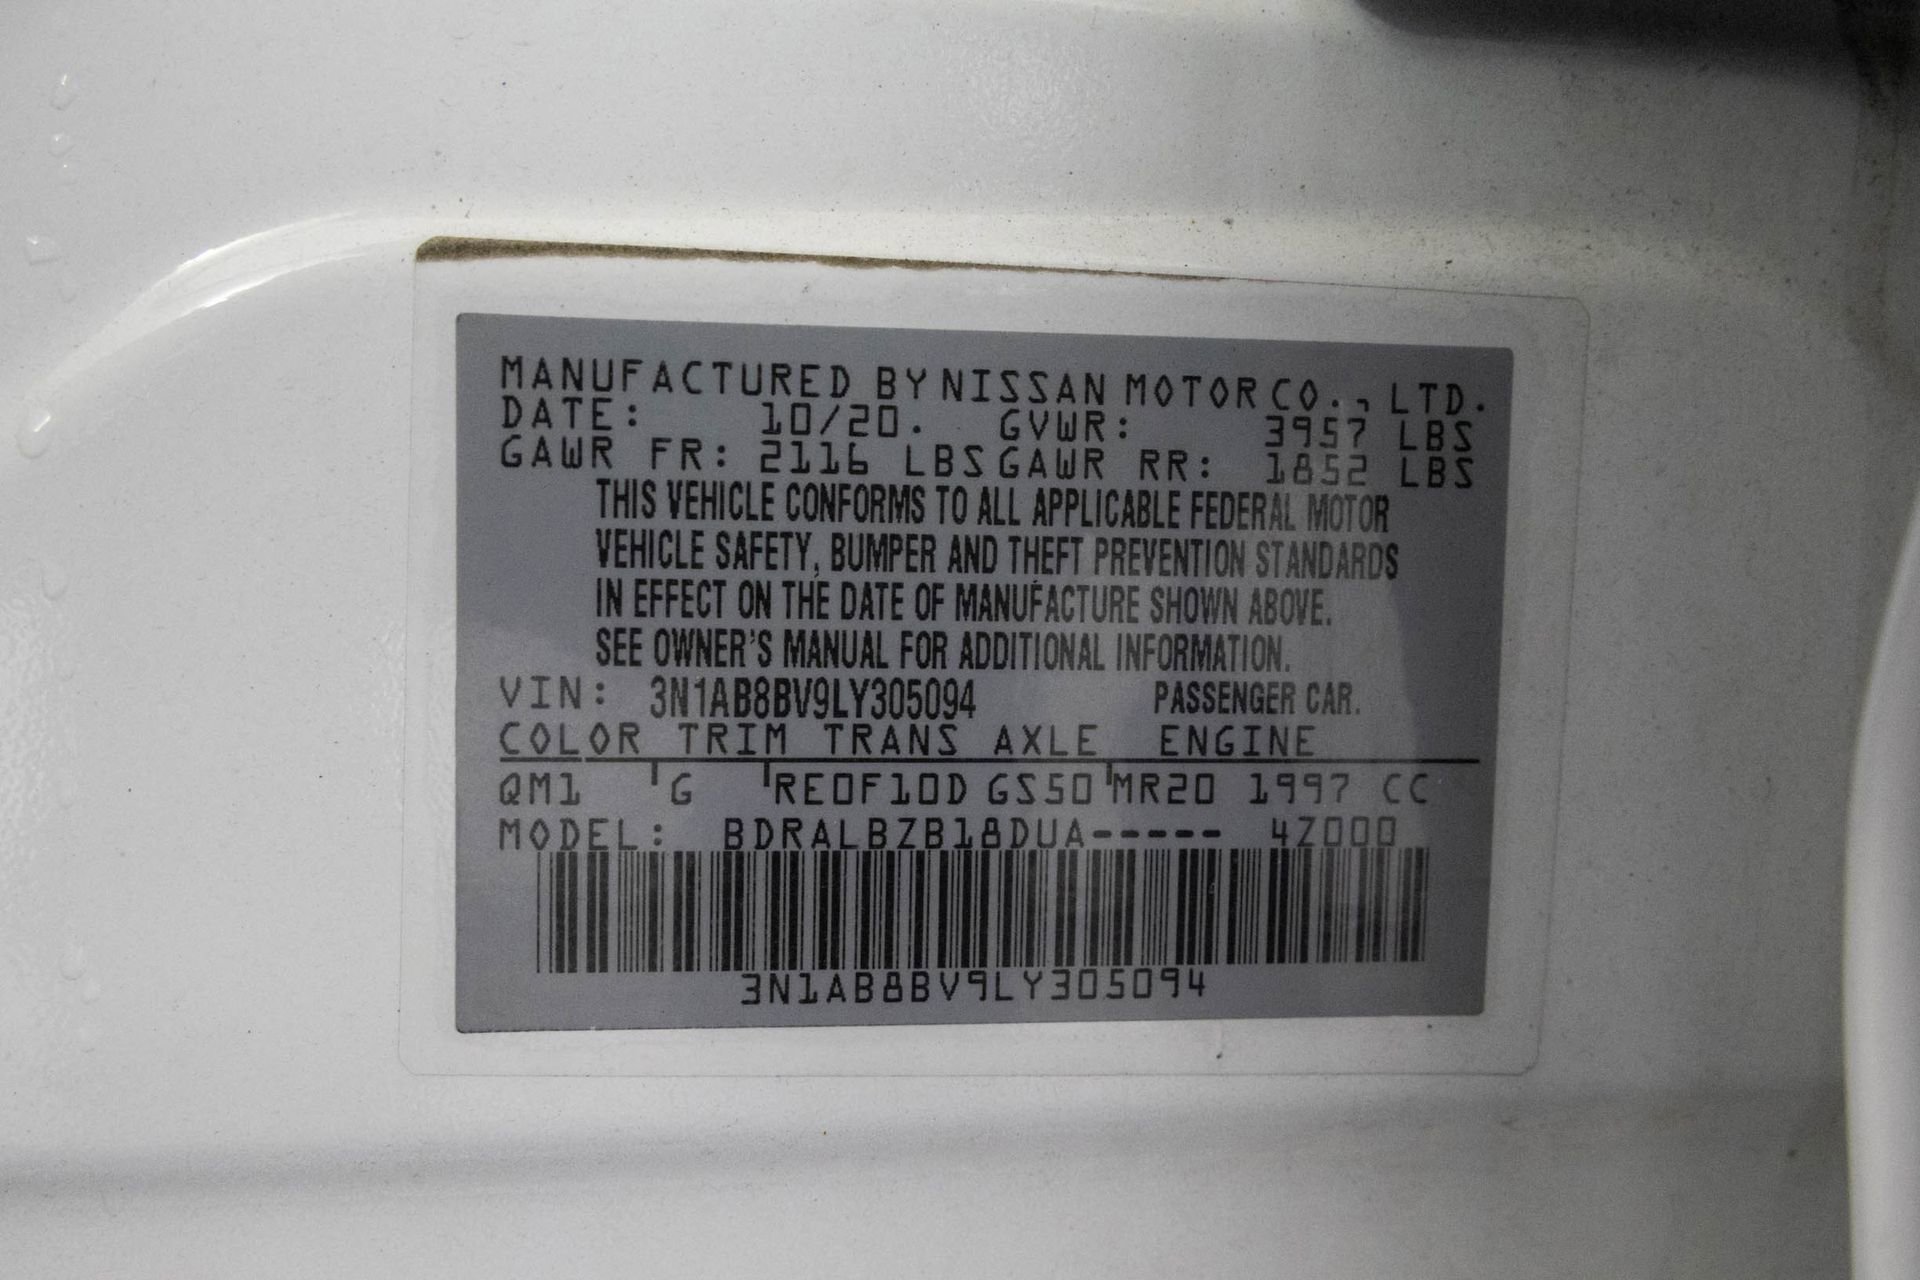 MANUFACTURED BY NISSAN MOTOR CO., LTD.
DATE: 10/20. GVWR: 3957 LBS
GAWR FR: 2116 LBS GAWR RR: 1852 LBS
THIS VEHICLE CONFORMS TO ALL APPLICABLE FEDERAL MOTOR
VEHICLE SAFETY, BUMPER AND THEFT PREVENTION STANDARDS
IN EFFECT ON THE DATE OF MANUFACTURE SHOWN ABOVE.
SEE OWNER'S MANUAL FOR ADDITIONAL INFORMATION.
VIN: 3N1AB8BV9LY305094 PASSENGER CAR.
COLOR TRIM TRANS AXLE ENGINE
QM1 G RE0F10D GS50 MR20 1997 CC
MODEL: BDRALBZB18DUA----- 4Z000
3N1AB8BV9LY305094